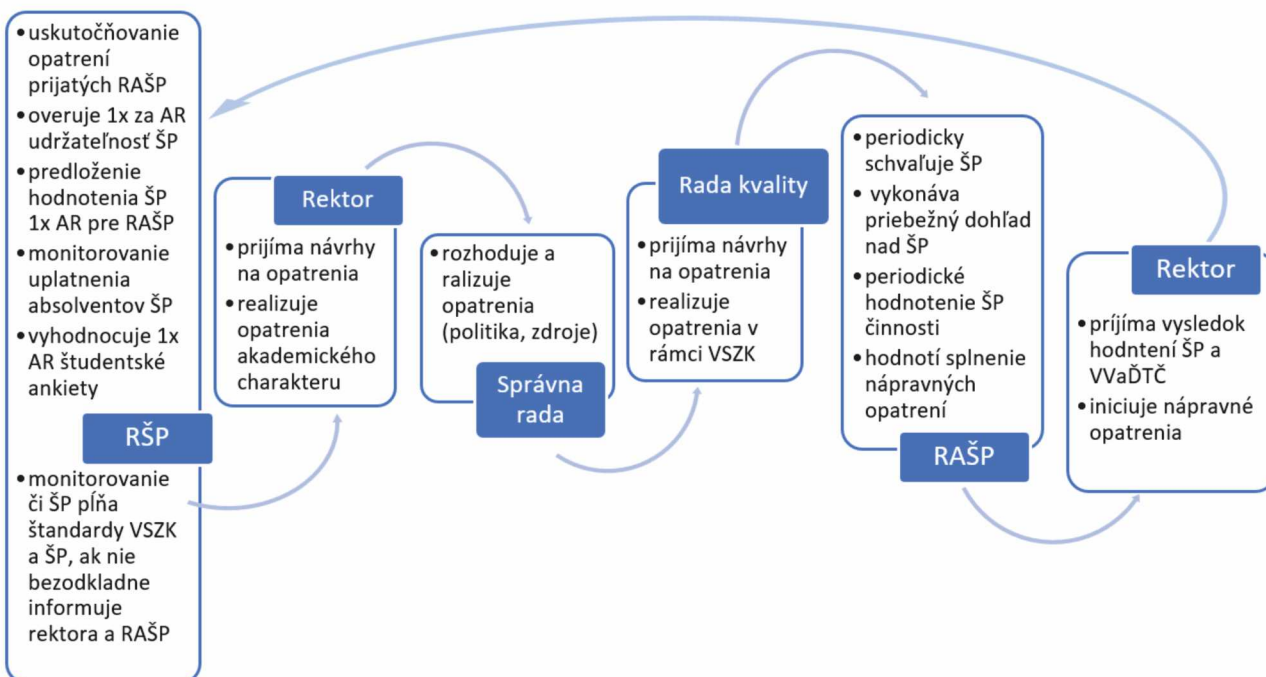 • uskutočňovanie
opatrení
prijatých RAŠP
• overuje 1x za AR
udržateľnosť ŠP
• predloženie
hodnotenia ŠP
1x AR pre RAŠP
• monitorovanie
uplatnenia
absolventov ŠP
• vyhodnocuje 1x
AR študentské
ankiety
RŠP
• monitorovanie
či ŠP pĺňa
štandardy VSZK
a ŠP, ak nie
bezodkladne
informuje
rektora a RAŠP
Rektor
• prijíma návrhy
na opatrenia
• realizuje
opatrenia
akademického
charakteru
• rozhoduje a
ralizuje
opatrenia
(politika, zdroje)
Správna
rada
Rada kvality
• prijíma návrhy
na opatrenia
• realizuje
opatrenia v
rámci VSZK
• periodicky
schvaľuje ŠP
• vykonáva
priebežný dohľad
nad ŠP
• periodické
hodnotenie ŠP
činnosti
• hodnotí splnenie
nápravných
opatrení
RAŠP
Rektor
• príjíma vysledok
hodntení ŠP a
VVaĎTČ
• iniciuje nápravné
opatrenia